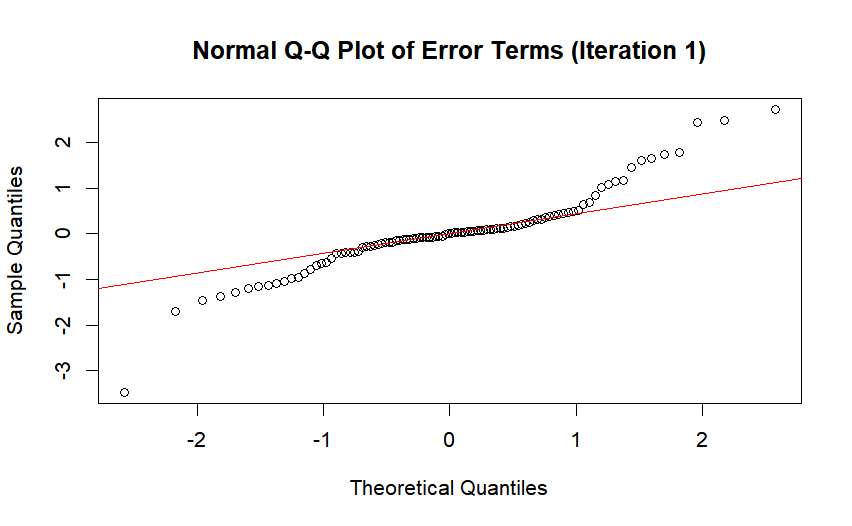 Normal Q-Q Plot of Error Terms (Iteration 1)
Sample Quantiles
2
1
0
-1
-2
-3
-2 -1 0 1 2
Theoretical Quantiles